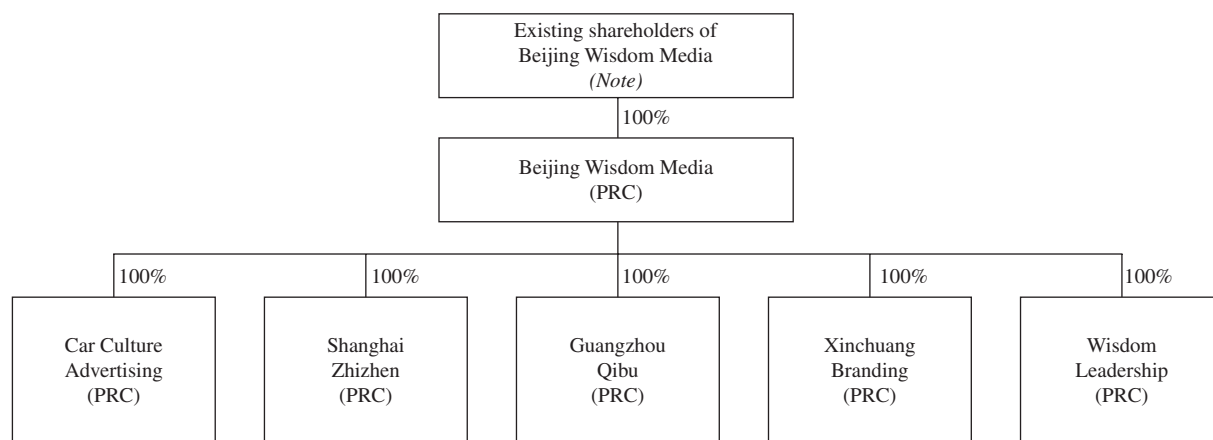 Existing shareholders of
Beijing Wisdom Media
(Note)
100%
Beijing Wisdom Media
(PRC)
100%
100%
100%
100%
100%
Car Culture
Advertising
(PRC)
Shanghai
Zhizhen
(PRC)
Guangzhou
Qibu
(PRC)
Xinchuang
Branding
(PRC)
Wisdom
Leadership
(PRC)